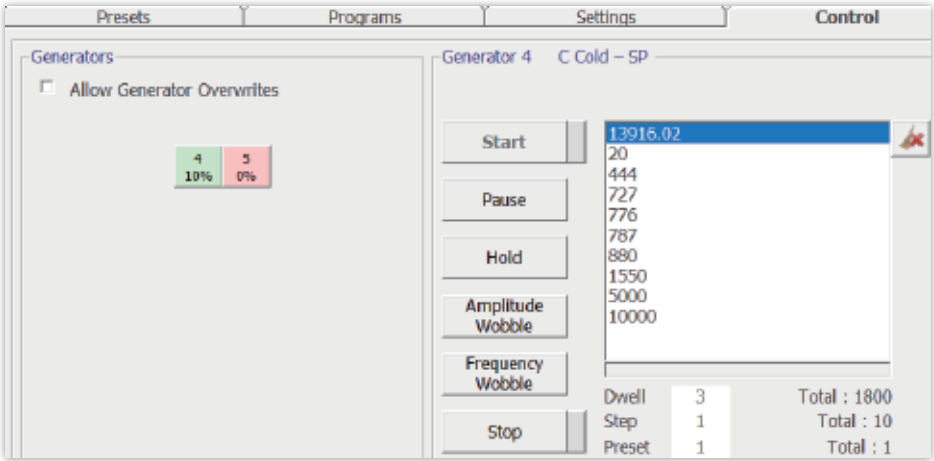 Presets Programs Settings Control
Generators
Allow Generator Overwrites
4 5
10% 0%
Generator 4 C Cold – SP
Start
Pause
Hold
Amplitude
Wobble
Frequency
Wobble
Stop
13916.02
20
444
727
776
787
880
1550
5000
10000
Dwell 3 Total : 1800
Step 1 Total : 10
Preset 1 Total : 1